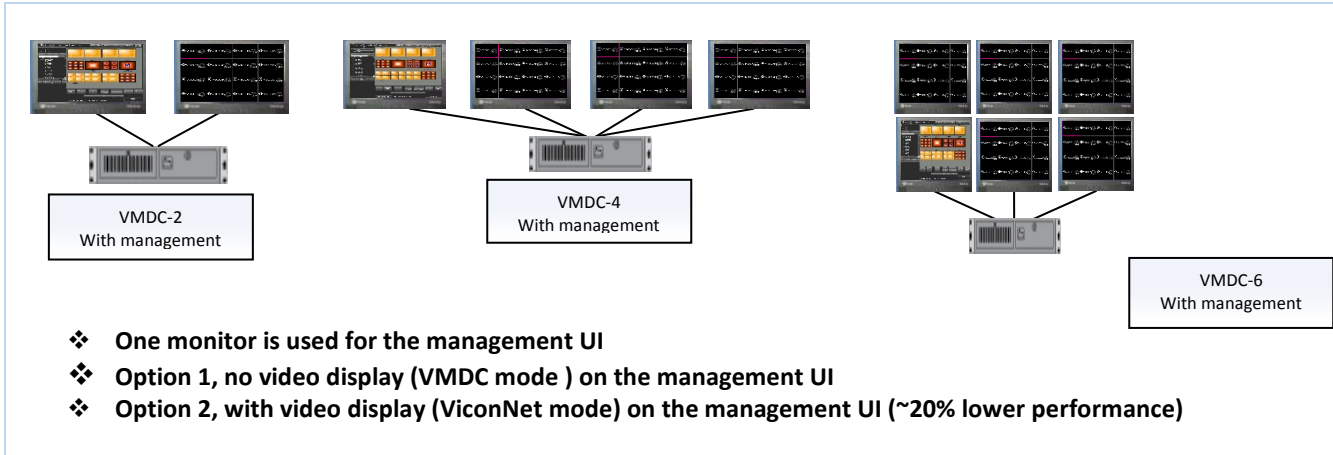 VMDC-2
With management
VMDC-4
With management
VMDC-6
With management
❖ One monitor is used for the management UI
❖ Option 1, no video display (VMDC mode ) on the management UI
❖ Option 2, with video display (ViconNet mode) on the management UI (~20% lower performance)